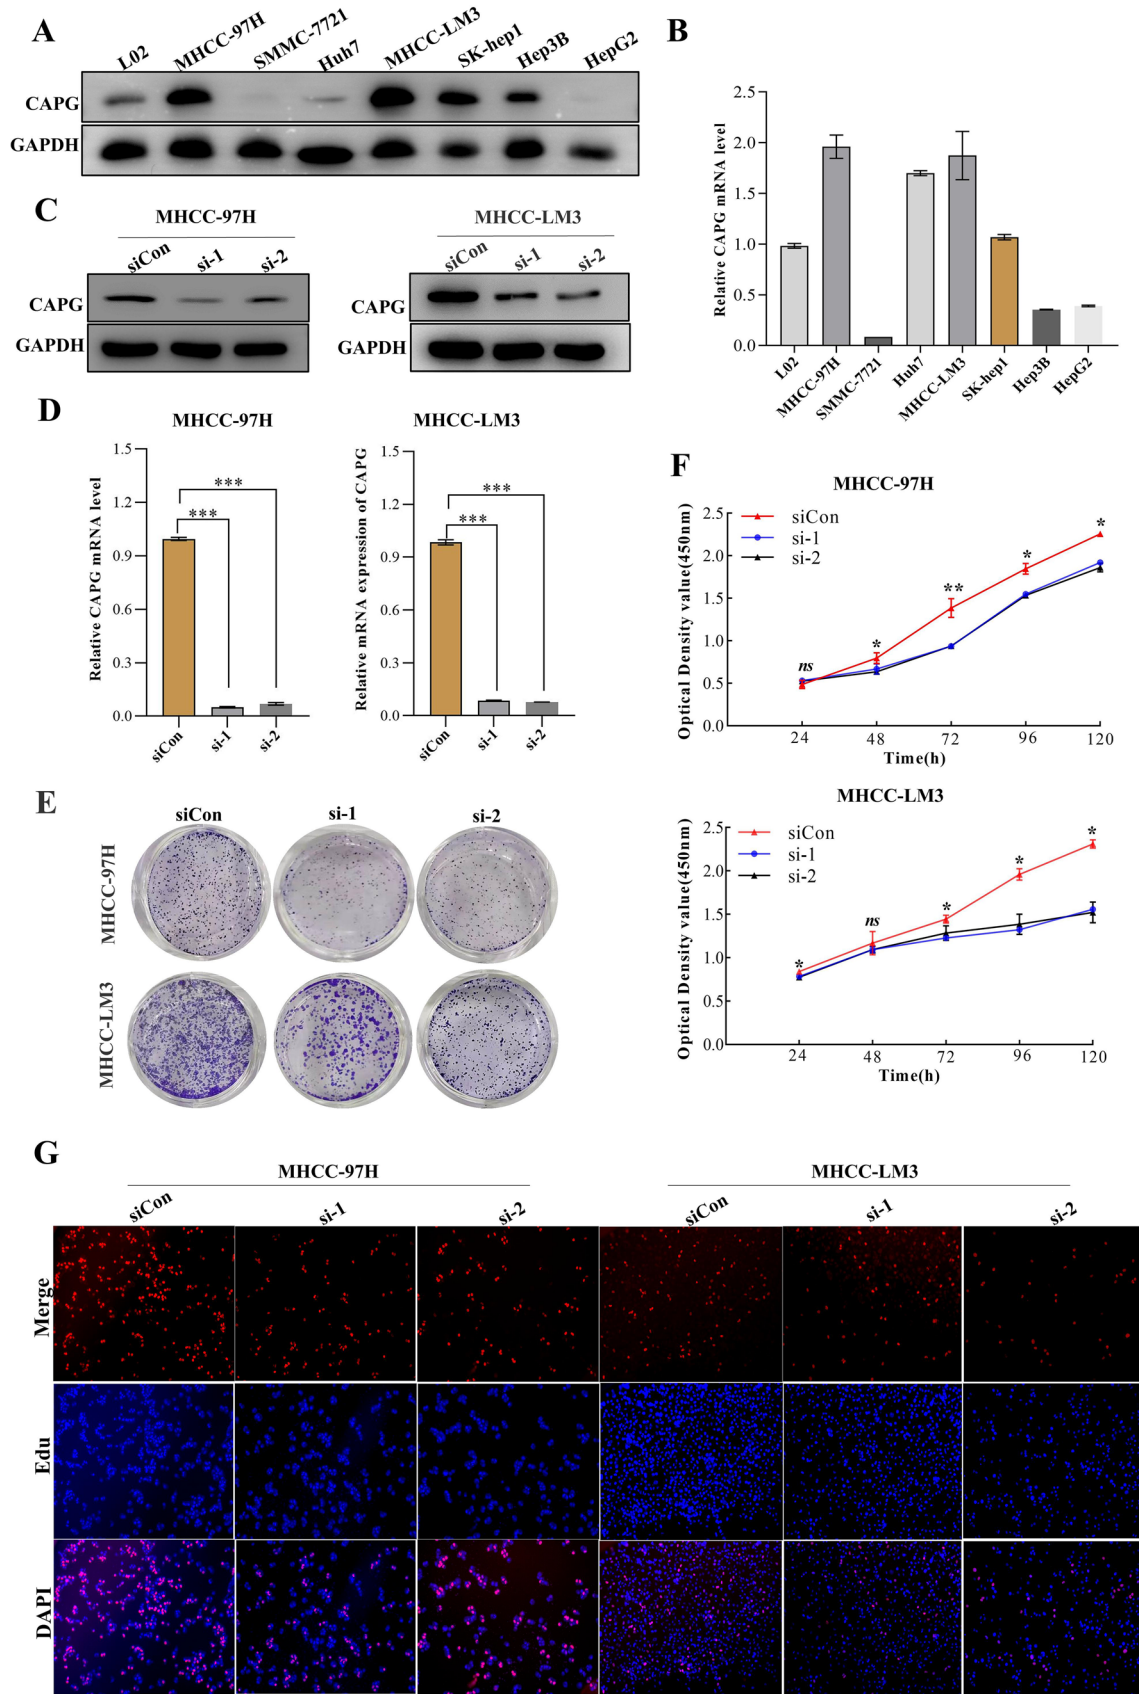 A
L02 MHCC-97H SMMC-7721 Huh7 MHCC-LM3 SK-hep1 Hep3B HepG2
CAPG
GAPDH
B
Relative CAPG mRNA level
2.5
2.0
1.5
1.0
0.5
0.0
L02 MHCC-97H SMMC-7721 Huh7 MHCC-LM3 SK-hep1 Hep3B HepG2
C
MHCC-97H
siCon si-1 si-2
CAPG
GAPDH
MHCC-LM3
siCon si-1 si-2
CAPG
GAPDH
D
MHCC-97H
Relative CAPG mRNA level
1.5
1.2
0.9
0.6
0.3
0.0
***
***
siCon si-1 si-2
MHCC-LM3
Relative mRNA expression of CAPG
1.5
1.2
0.9
0.6
0.3
0.0
***
***
siCon si-1 si-2
E
siCon si-1 si-2
MHCC-97H
MHCC-LM3
F
MHCC-97H
Optical Density value(450nm)
2.5
2.0
1.5
1.0
0.5
0.0
siCon
si-1
si-2
ns * ** * *
24 48 72 96 120
Time(h)
MHCC-LM3
Optical Density value(450nm)
2.5
2.0
1.5
1.0
0.5
0.0
siCon
si-1
si-2
* ns * * *
24 48 72 96 120
Time(h)
G
MHCC-97H MHCC-LM3
siCon si-1 si-2 siCon si-1 si-2
Merge
Edu
DAPI